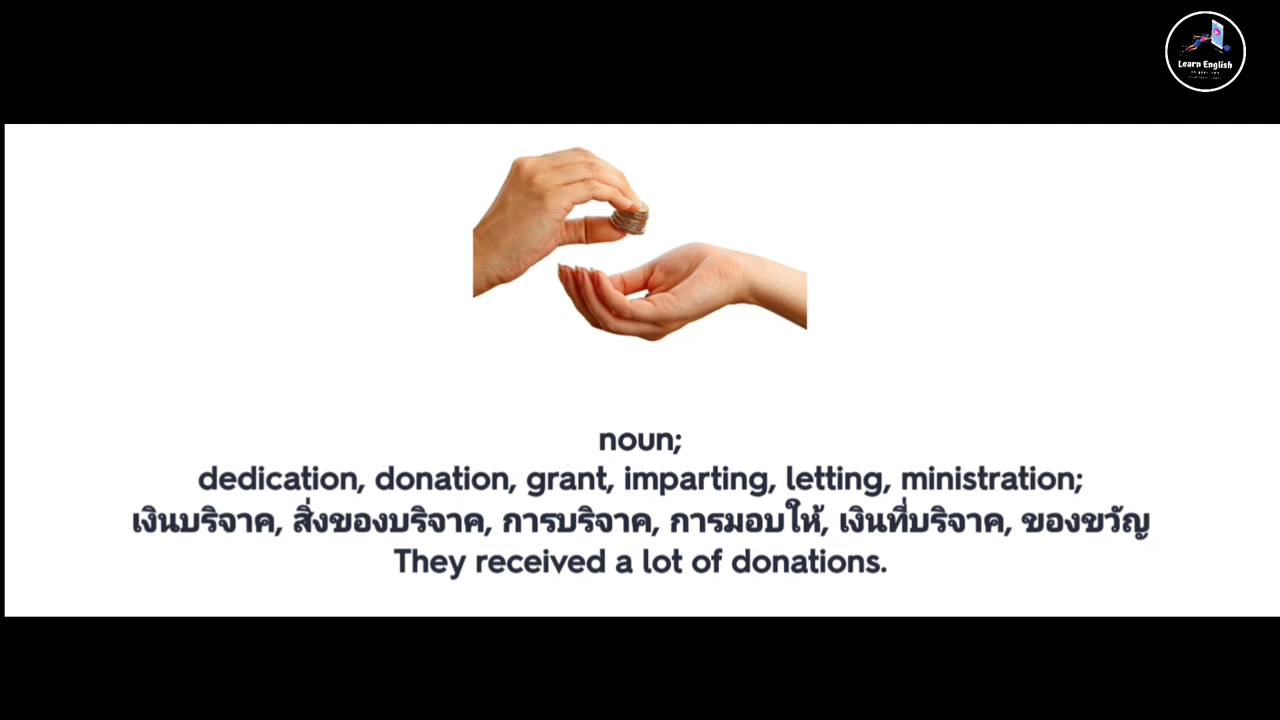 Learn English
noun;
dedication, donation, grant, imparting, letting, ministration;
เงินบริจาค, สิ่งของบริจาค, การบริจาค, การมอบให้, เงินที่บริจาค, ของขวัญ
They received a lot of donations.